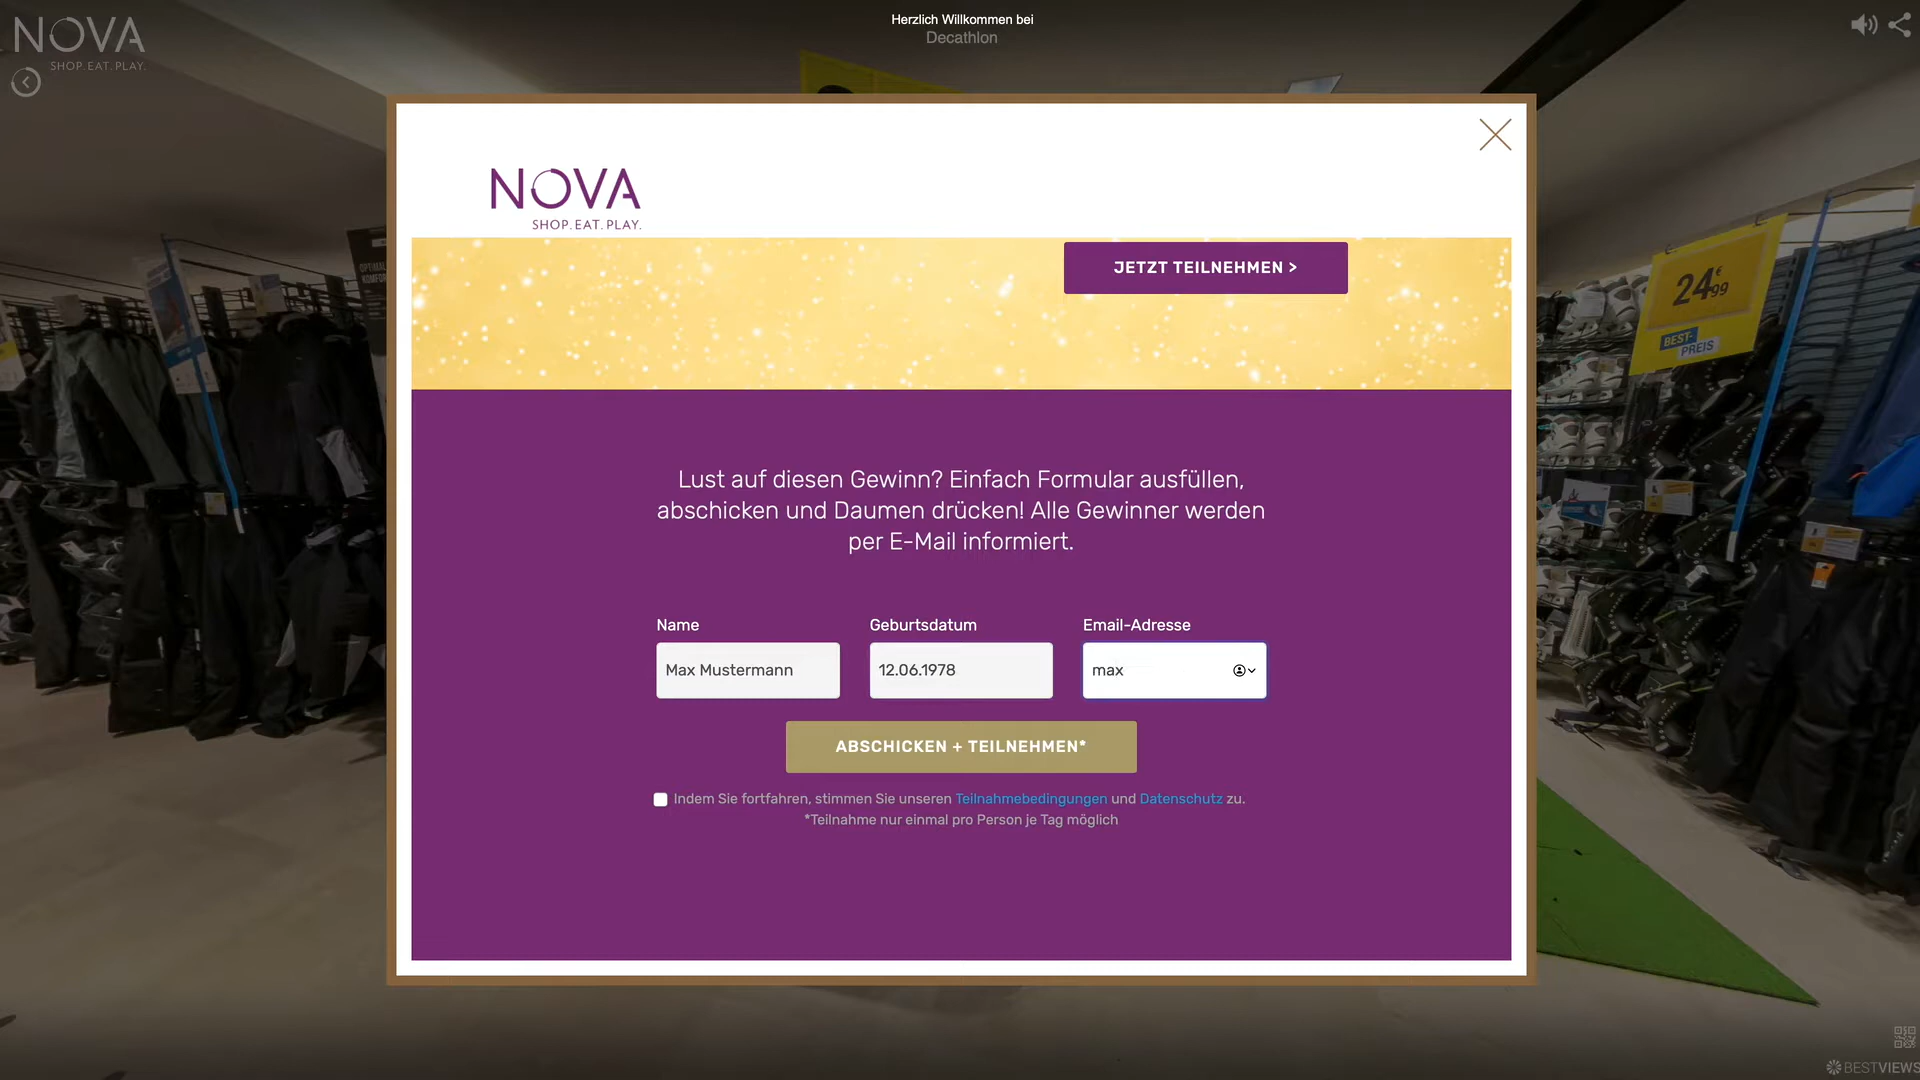 NOVA
SHOP. EAT. PLAY.
Herzlich Willkommen bei
Decathlon
NOVA
SHOP. EAT. PLAY.
JETZT TEILNEHMEN >
24€99
BEST-
PREIS
Lust auf diesen Gewinn? Einfach Formular ausfüllen,
abschicken und Daumen drücken! Alle Gewinner werden
per E-Mail informiert.
Name
Geburtsdatum
Email-Adresse
Max Mustermann
12.06.1978
max
ABSCHICKEN + TEILNEHMEN*
Indem Sie fortfahren, stimmen Sie unseren Teilnahmebedingungen und Datenschutz zu.
*Teilnahme nur einmal pro Person je Tag möglich
BESTVIEWS